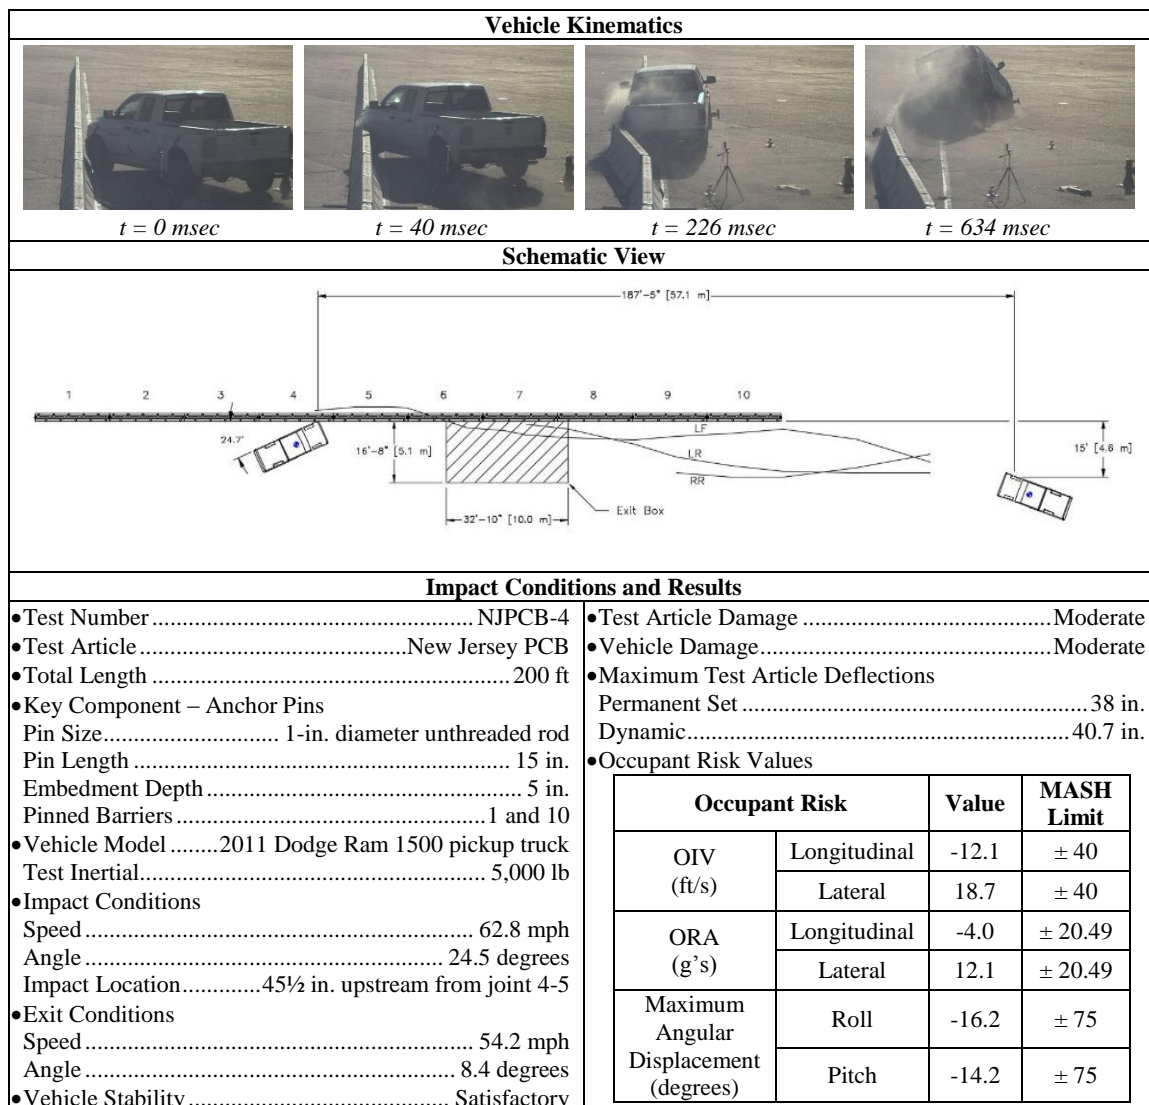 Vehicle Kinematics
t = 0 msec
t = 40 msec
t = 226 msec
t = 634 msec
Schematic View
187'-5" [57.1 m]
1 2 3 4 5 6 7 8 9 10
24.7'
16'-8" [5.1 m]
LF
LR
RR
15' [4.6 m]
32'-10" [10.0 m]
Exit Box
Impact Conditions and Results
•Test Number ........ NJPCB-4
•Test Article ........ New Jersey PCB
•Total Length ........ 200 ft
•Key Component – Anchor Pins
Pin Size ........ 1-in. diameter unthreaded rod
Pin Length ........ 15 in.
Embedment Depth ........ 5 in.
Pinned Barriers ........ 1 and 10
•Vehicle Model ........ 2011 Dodge Ram 1500 pickup truck
Test Inertial ........ 5,000 lb
•Impact Conditions
Speed ........ 62.8 mph
Angle ........ 24.5 degrees
Impact Location ........ 45½ in. upstream from joint 4-5
•Exit Conditions
Speed ........ 54.2 mph
Angle ........ 8.4 degrees
•Vehicle Stability ........ Satisfactory
•Test Article Damage ........ Moderate
•Vehicle Damage ........ Moderate
•Maximum Test Article Deflections
Permanent Set ........ 38 in.
Dynamic ........ 40.7 in.
•Occupant Risk Values
Occupant Risk Value MASH Limit
OIV (ft/s) Longitudinal -12.1 ± 40
Lateral 18.7 ± 40
ORA (g's) Longitudinal -4.0 ± 20.49
Lateral 12.1 ± 20.49
Maximum Angular Displacement (degrees) Roll -16.2 ± 75
Pitch -14.2 ± 75